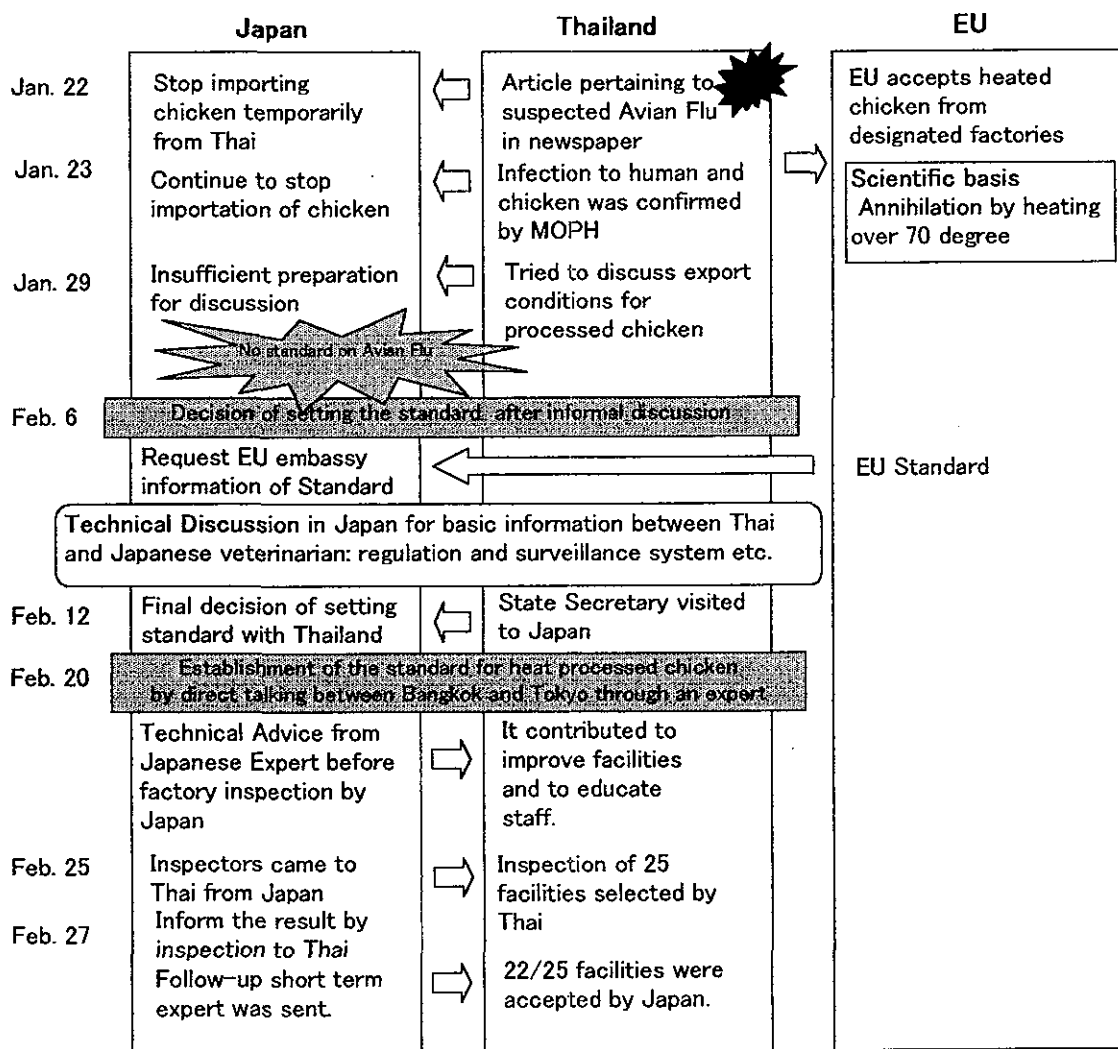 Japan
Thailand
EU
Jan. 22
Stop importing
chicken temporarily
from Thai
Article pertaining to
suspected Avian Flu
in newspaper
EU accepts heated
chicken from
designated factories
Jan. 23
Continue to stop
importation of chicken
Infection to human and
chicken was confirmed
by MOPH
Scientific basis
Annihilation by heating
over 70 degree
Jan. 29
Insufficient preparation
for discussion
Tried to discuss export
conditions for
processed chicken
No standard on Avian Flu
Feb. 6
Decision of setting the standard after informal discussion
Request EU embassy
information of Standard
EU Standard
Technical Discussion in Japan for basic information between Thai
and Japanese veterinarian: regulation and surveillance system etc.
Feb. 12
Final decision of setting
standard with Thailand
State Secretary visited
to Japan
Feb. 20
Establishment of the standard for heat processed chicken
by direct talking between Bangkok and Tokyo through an expert
Technical Advice from
Japanese Expert before
factory inspection by
Japan
It contributed to
improve facilities
and to educate
staff.
Feb. 25
Inspectors came to
Thai from Japan
Inspection of 25
facilities selected by
Thai
Feb. 27
Inform the result by
inspection to Thai
Follow-up short term
expert was sent.
22/25 facilities were
accepted by Japan.